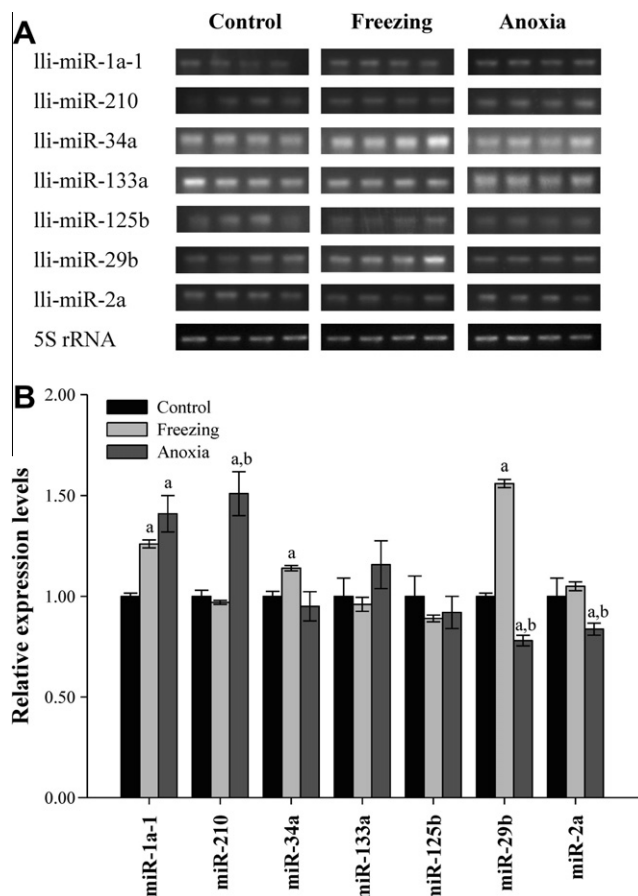 A
Control Freezing Anoxia
lli-miR-1a-1
lli-miR-210
lli-miR-34a
lli-miR-133a
lli-miR-125b
lli-miR-29b
lli-miR-2a
5S rRNA
B
Relative expression levels
2.00
1.50
1.00
0.50
0.00
Control
Freezing
Anoxia
a
a
a,b
a
a
a,b
a,b
miR-1a-1
miR-210
miR-34a
miR-133a
miR-125b
miR-29b
miR-2a